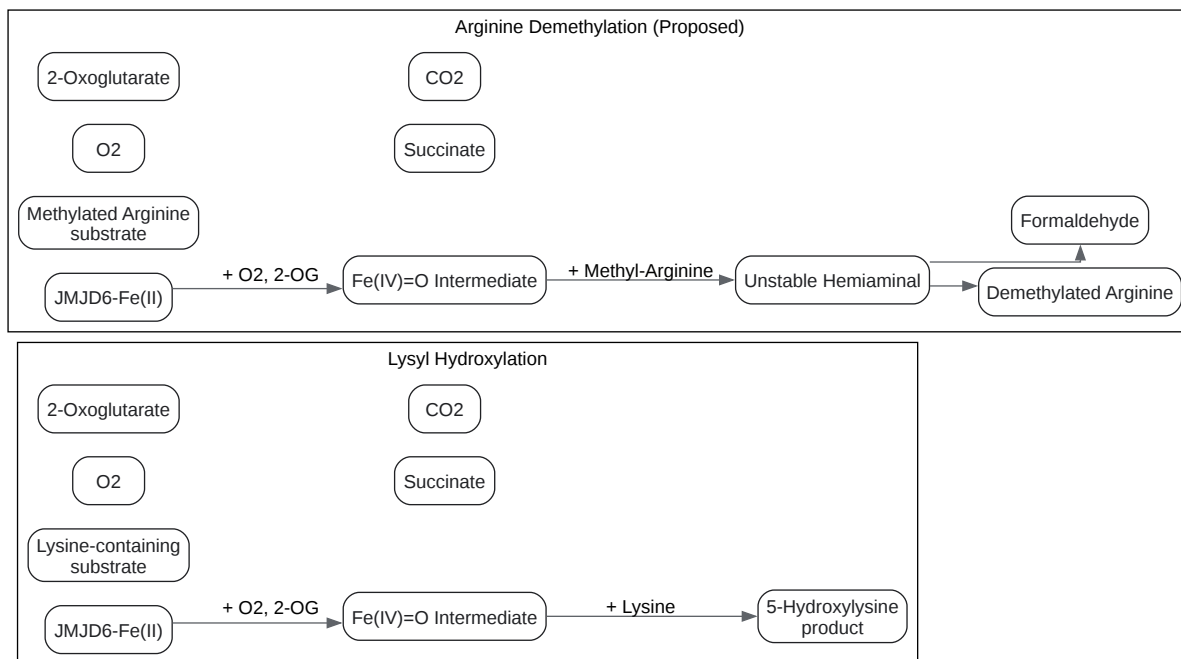 Arginine Demethylation (Proposed)
2-Oxoglutarate
CO2
O2
Succinate
Methylated Arginine
substrate
Formaldehyde
JMJD6-Fe(II)
+ O2, 2-OG
Fe(IV)=O Intermediate
+ Methyl-Arginine
Unstable Hemiaminal
Demethylated Arginine
Lysyl Hydroxylation
2-Oxoglutarate
CO2
O2
Succinate
Lysine-containing
substrate
JMJD6-Fe(II)
+ O2, 2-OG
Fe(IV)=O Intermediate
+ Lysine
5-Hydroxylysine
product